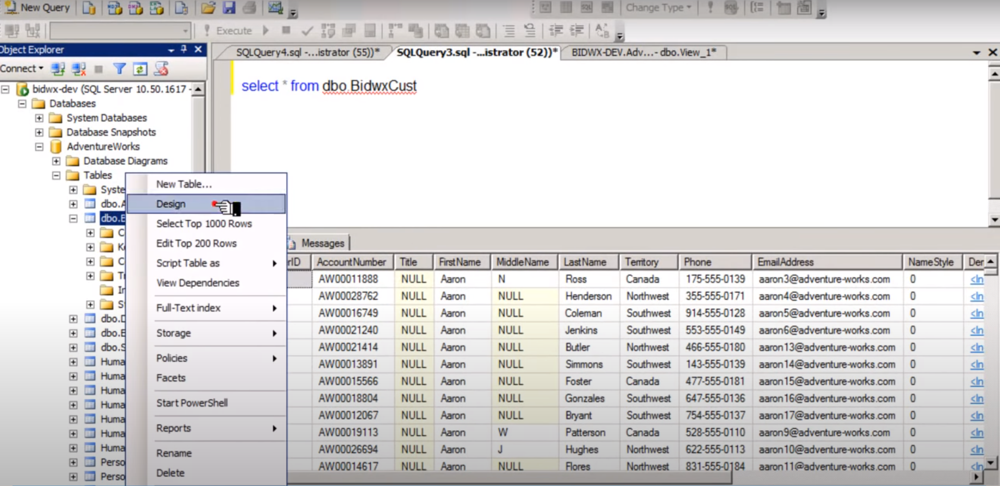 New Query
Change Type
Execute
Object Explorer
SQLQuery4.sql -...istrator (55))*
SQLQuery3.sql -...istrator (52))*
BIDWX-DEV.Adv...- dbo.View_1*
Connect
bidwx-dev (SQL Server 10.50.1617 -
Databases
System Databases
Database Snapshots
AdventureWorks
Database Diagrams
Tables
Syste
dbo.A
dbo.E
C
Ke
C
Tr
In
St
dbo.D
dbo.E
dbo.S
Huma
Huma
Huma
Huma
Huma
Huma
Huma
Perso
Perso
select * from dbo.BidwxCust
New Table...
Design
Select Top 1000 Rows
Edit Top 200 Rows
Script Table as
View Dependencies
Full-Text index
Storage
Policies
Facets
Start PowerShell
Reports
Rename
Delete
Messages
rID AccountNumber Title FirstName MiddleName LastName Territory Phone EmailAddress NameStyle Der
AW00011888 NULL Aaron N Ross Canada 175-555-0139 aaron3@adventure-works.com 0 <In
AW00028762 NULL Aaron NULL Henderson Northwest 355-555-0171 aaron4@adventure-works.com 0 <In
AW00016749 NULL Aaron NULL Coleman Southwest 914-555-0128 aaron5@adventure-works.com 0 <In
AW00021240 NULL Aaron NULL Jenkins Southwest 553-555-0149 aaron6@adventure-works.com 0 <In
AW00021414 NULL Aaron NULL Butler Northwest 466-555-0180 aaron13@adventure-works.com 0 <In
AW00013891 NULL Aaron NULL Simmons Southwest 143-555-0139 aaron14@adventure-works.com 0 <In
AW00015566 NULL Aaron NULL Foster Canada 477-555-0181 aaron15@adventure-works.com 0 <In
AW00018804 NULL Aaron NULL Gonzales Southwest 647-555-0136 aaron16@adventure-works.com 0 <In
AW00012067 NULL Aaron NULL Bryant Southwest 754-555-0137 aaron17@adventure-works.com 0 <In
AW00019113 NULL Aaron W Patterson Canada 528-555-0110 aaron9@adventure-works.com 0 <In
AW00026694 NULL Aaron J Hughes Northwest 622-555-0113 aaron10@adventure-works.com 0 <In
AW00014617 NULL Aaron NULL Flores Northwest 831-555-0184 aaron11@adventure-works.com 0 <In